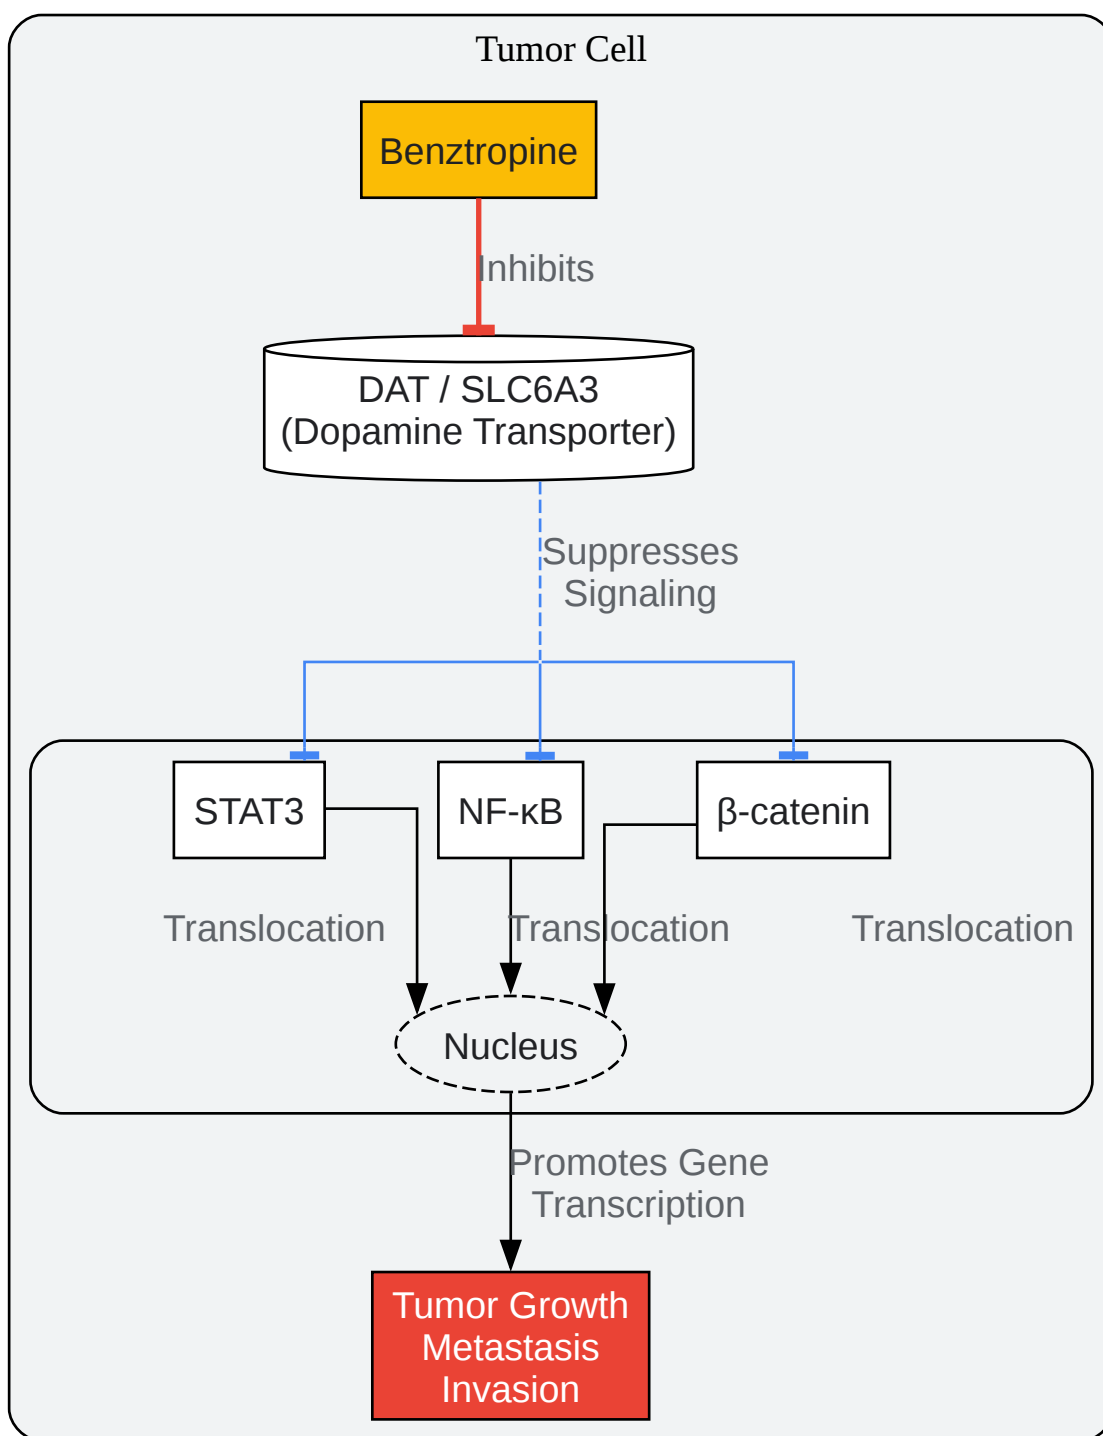 Tumor Cell
Benztropine
Inhibits
DAT / SLC6A3
(Dopamine Transporter)
Suppresses
Signaling
STAT3
NF-κB
β-catenin
Translocation
Translocation
Translocation
Nucleus
Promotes Gene
Transcription
Tumor Growth
Metastasis
Invasion